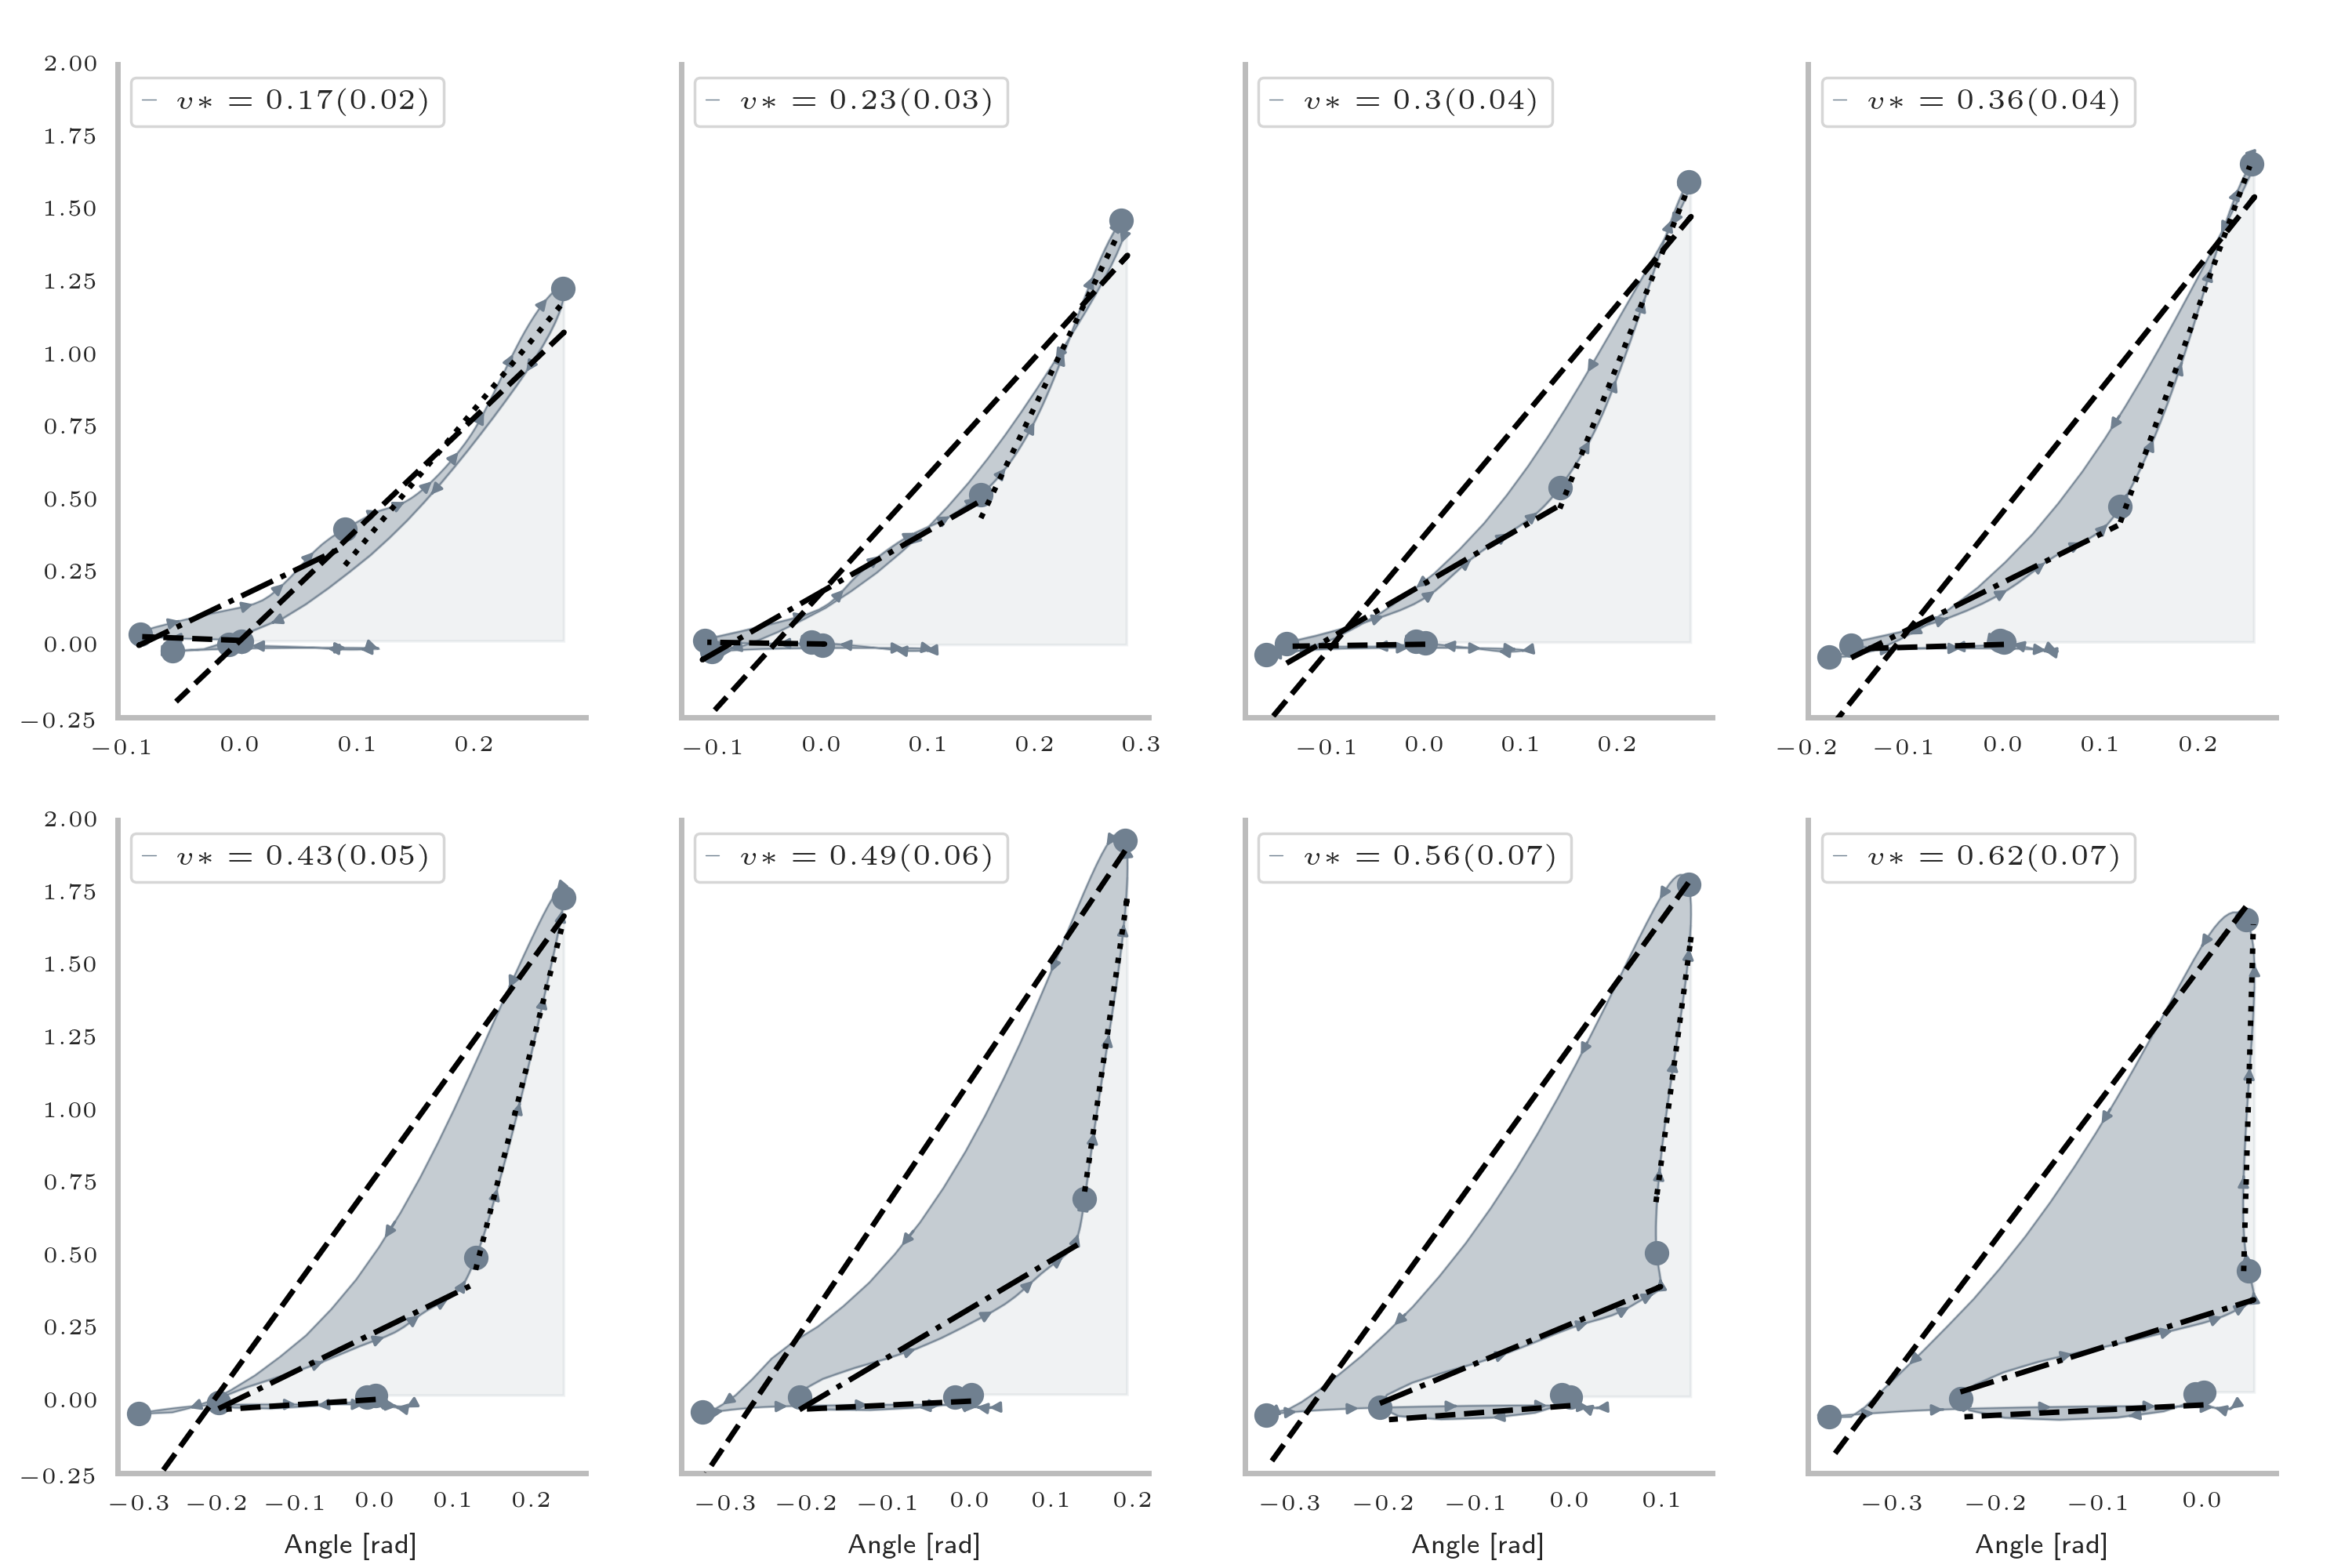 2.00
1.75
1.50
1.25
1.00
0.75
0.50
0.25
0.00
−0.25
v∗ = 0.17(0.02)
−0.1 0.0 0.1 0.2
v∗ = 0.23(0.03)
−0.1 0.0 0.1 0.2 0.3
v∗ = 0.3(0.04)
−0.1 0.0 0.1 0.2
v∗ = 0.36(0.04)
−0.2 −0.1 0.0 0.1 0.2
2.00
1.75
1.50
1.25
1.00
0.75
0.50
0.25
0.00
−0.25
v∗ = 0.43(0.05)
−0.3 −0.2 −0.1 0.0 0.1 0.2
Angle [rad]
v∗ = 0.49(0.06)
−0.3 −0.2 −0.1 0.0 0.1 0.2
Angle [rad]
v∗ = 0.56(0.07)
−0.3 −0.2 −0.1 0.0 0.1
Angle [rad]
v∗ = 0.62(0.07)
−0.3 −0.2 −0.1 0.0
Angle [rad]